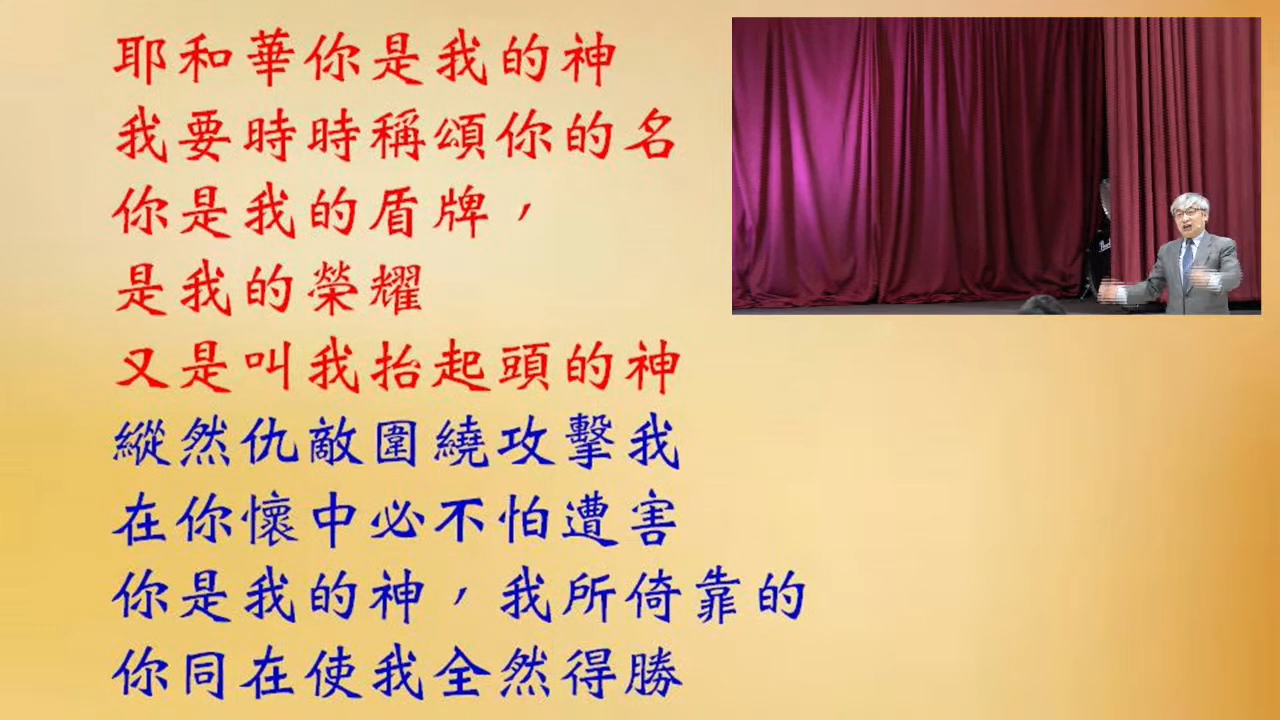 耶和華你是我的神
我要時時稱頌你的名
你是我的盾牌，
是我的榮耀
又是叫我抬起頭的神
縱然仇敵圍繞攻擊我
在你懷中必不怕遭害
你是我的神，我所倚靠的
你同在使我全然得勝